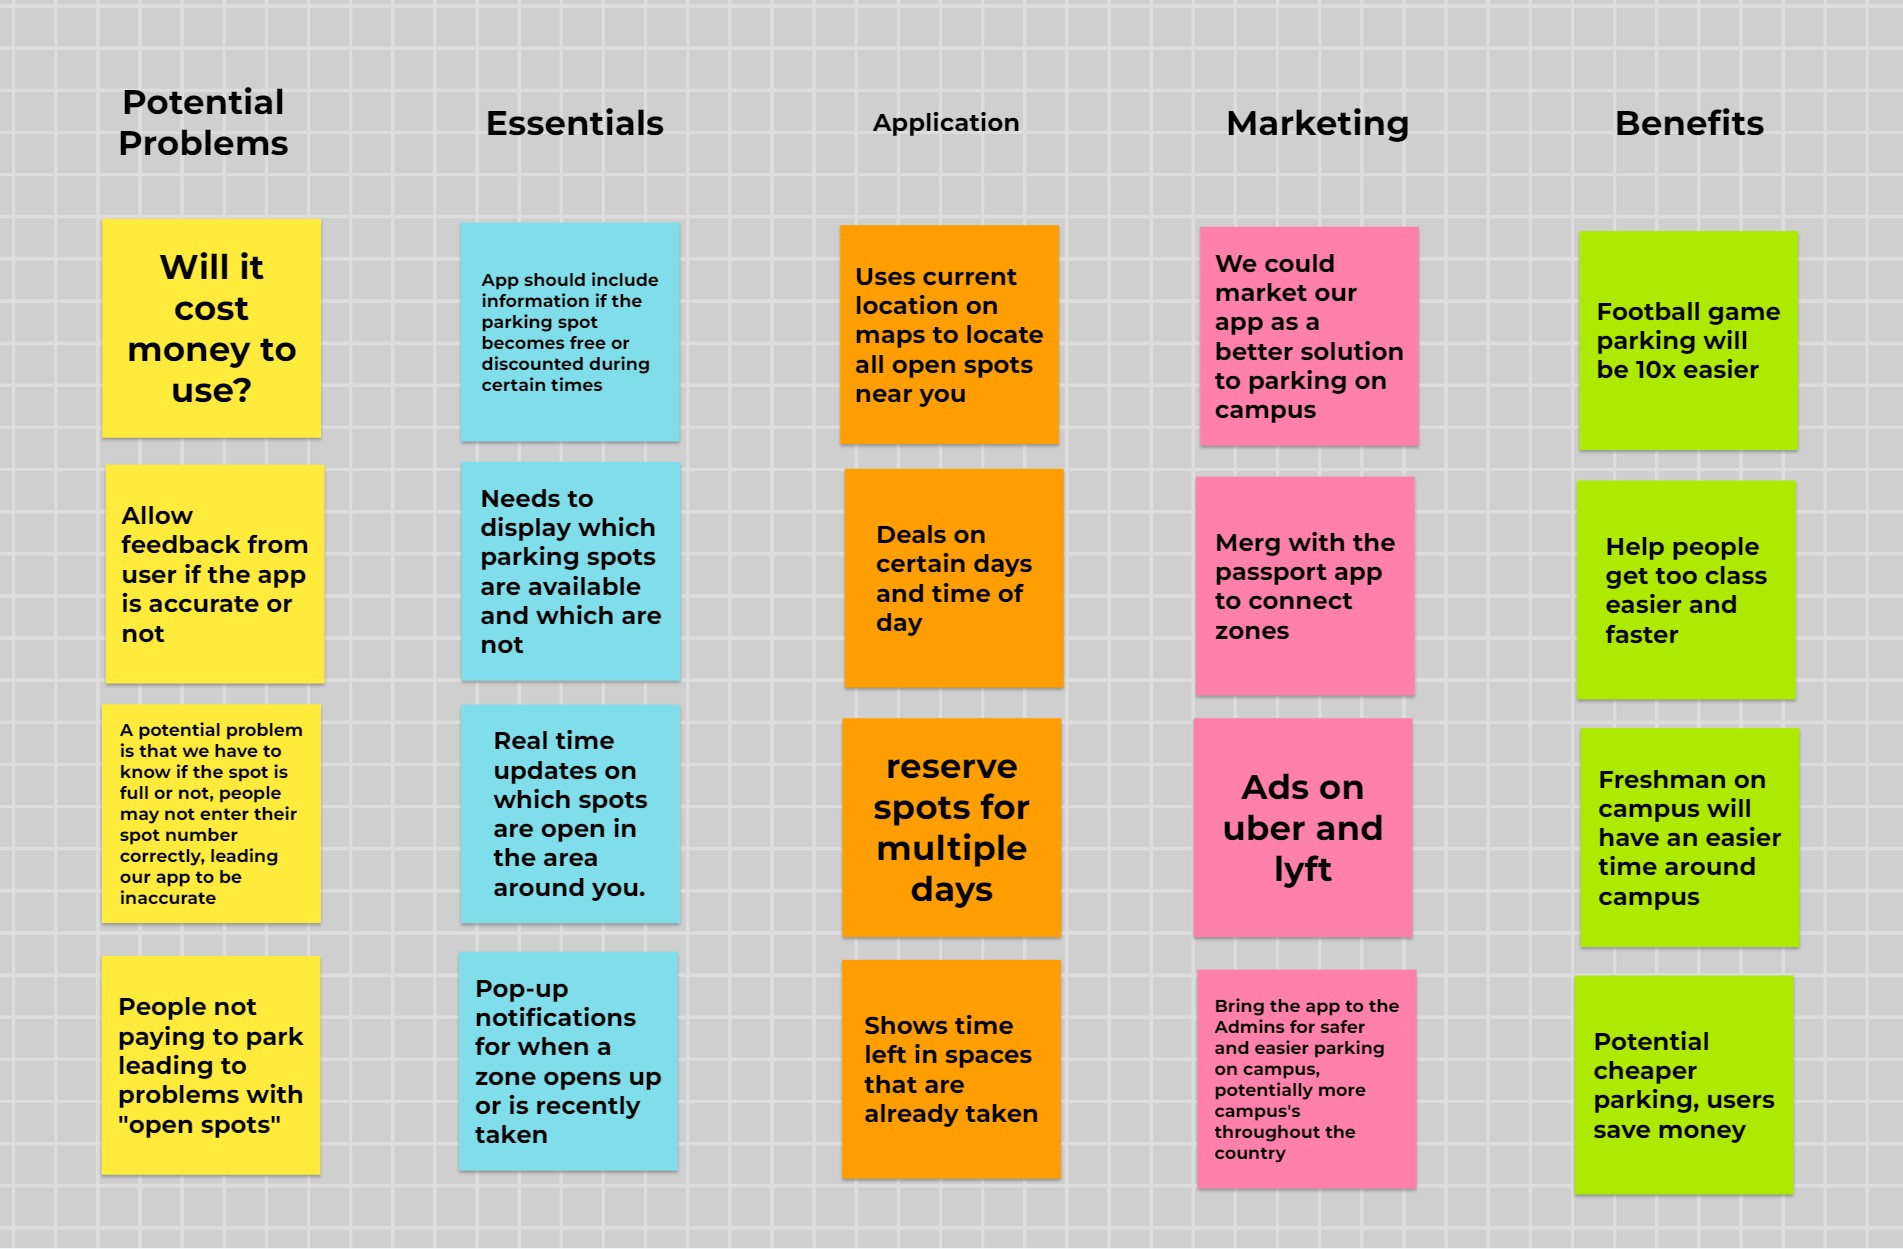 Potential
Problems
Essentials
Application
Marketing
Benefits
Will it
cost
money to
use?
Allow
feedback from
user if the app
is accurate or
not
A potential problem
is that we have to
know if the spot is
full or not, people
may not enter their
spot number
correctly, leading
our app to be
inaccurate
People not
paying to park
leading to
problems with
"open spots"
App should include
information if the
parking spot
becomes free or
discounted during
certain times
Needs to
display which
parking spots
are available
and which are
not
Real time
updates on
which spots
are open in
the area
around you.
Pop-up
notifications
for when a
zone opens up
or is recently
taken
Uses current
location on
maps to locate
all open spots
near you
Deals on
certain days
and time of
day
reserve
spots for
multiple
days
Shows time
left in spaces
that are
already taken
We could
market our
app as a
better solution
to parking on
campus
Merg with the
passport app
to connect
zones
Ads on
uber and
lyft
Bring the app to the
Admins for safer
and easier parking
on campus,
potentially more
campus's
throughout the
country
Football game
parking will
be 10x easier
Help people
get too class
easier and
faster
Freshman on
campus will
have an easier
time around
campus
Potential
cheaper
parking, users
save money